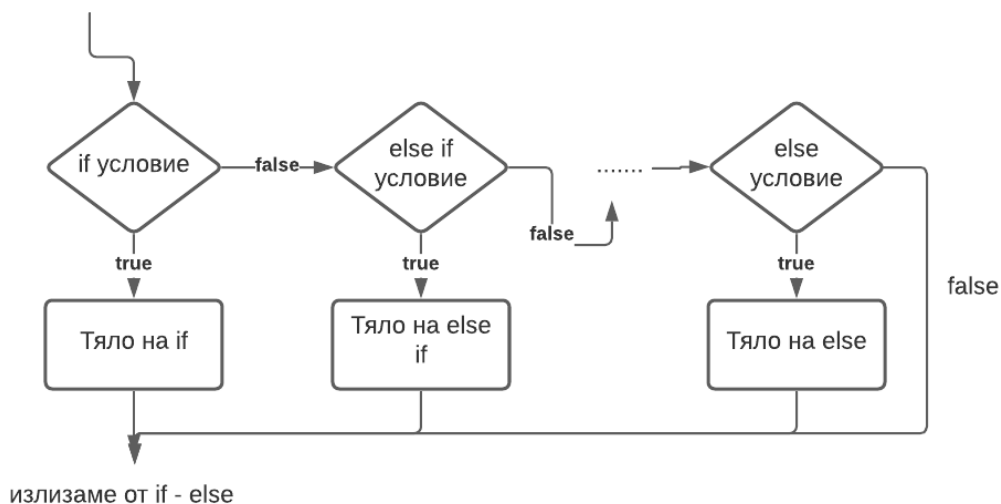 if условие
false
else if
условие
false
.......
else
условие
true
true
true
false
Тяло на if
Тяло на else
if
Тяло на else
излизаме от if - else